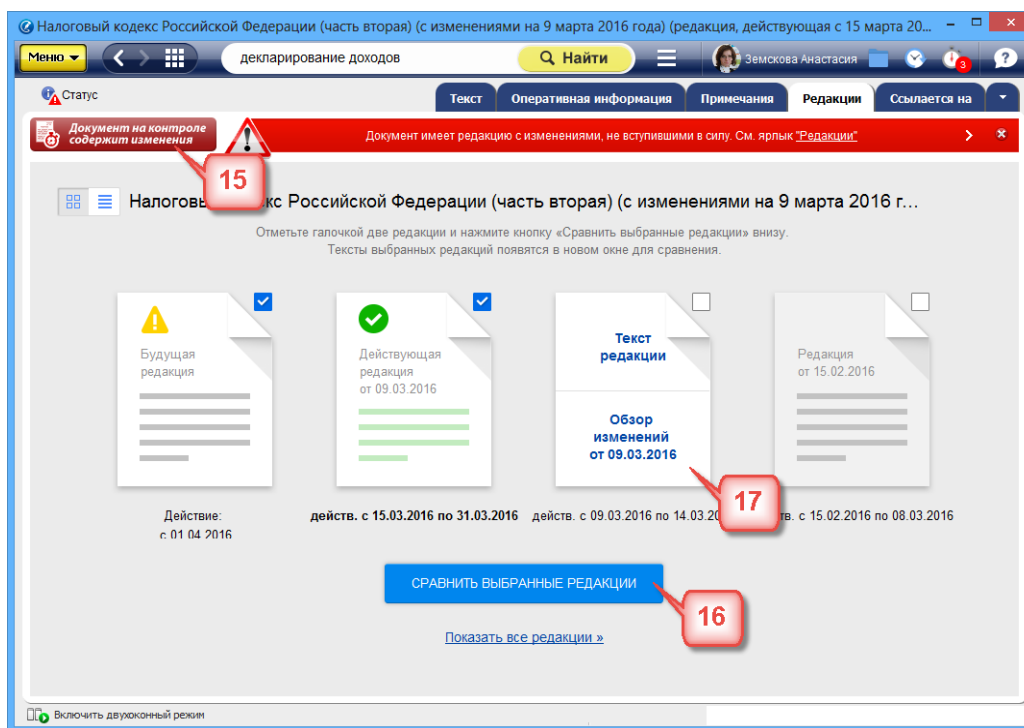 Налоговый кодекс Российской Федерации (часть вторая) (с изменениями на 9 марта 2016 года) (редакция, действующая с 15 марта 20...
Меню
декларирование доходов
Найти
Земскова Анастасия
3
?
Статус
Текст
Оперативная информация
Примечания
Редакции
Ссылается на
Документ на контроле
содержит изменения
Документ имеет редакцию с изменениями, не вступившими в силу. См. ярлык "Редакции"
15
Российской Федерации (часть вторая) (с изменениями на 9 марта 2016 г...
Отметьте галочкой две редакции и нажмите кнопку «Сравнить выбранные редакции» внизу.
Тексты выбранных редакций появятся в новом окне для сравнения.
Будущая
редакция
Действующая
редакция
от 09.03.2016
Текст
редакции
Обзор
изменений
от 09.03.2016
Редакция
от 15.02.2016
17
Действие:
с 01.04.2016
действ. с 15.03.2016 по 31.03.2016
действ. с 09.03.2016 по
с 15.02.2016 по 08.03.2016
СРАВНИТЬ ВЫБРАННЫЕ РЕДАКЦИИ
16
Показать все редакции »
Включить двухоконный режим